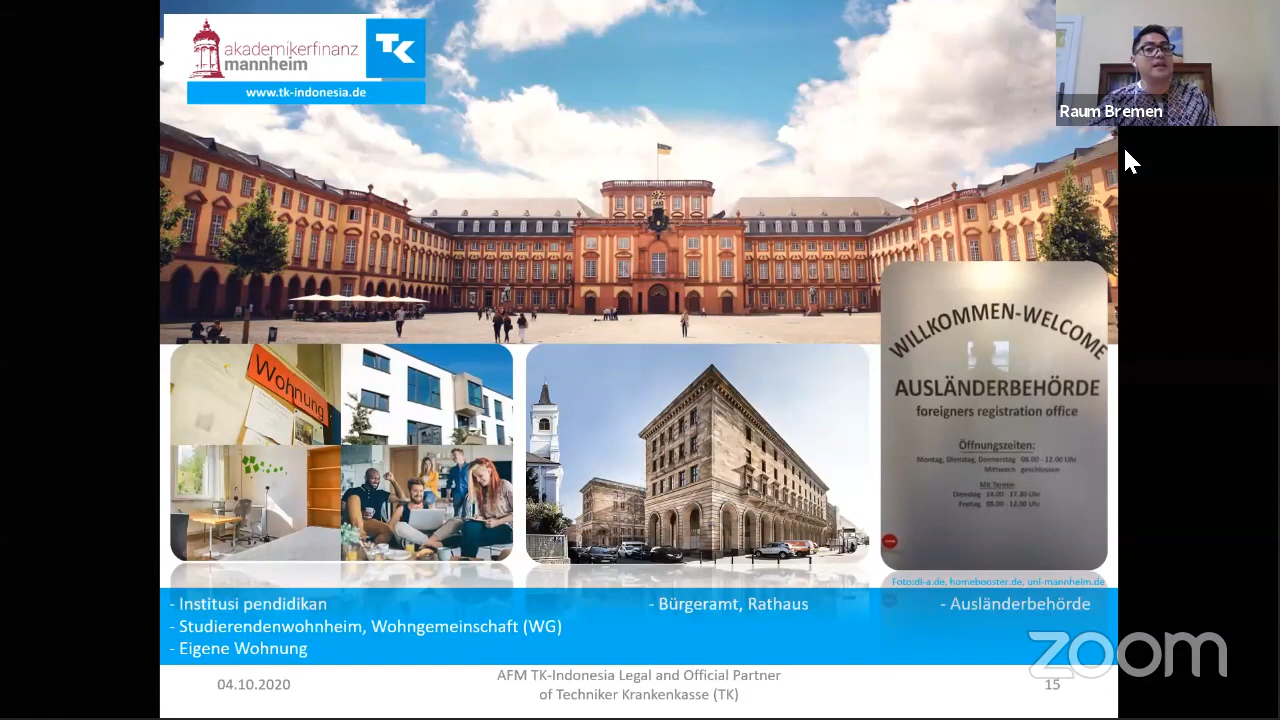 akademikerfinanz
mannheim
TK
www.tk-indonesia.de
Raum Bremen
WILLKOMMEN-WELCOME
AUSLÄNDERBEHÖRDE
foreigners registration office
Öffnungszeiten:
Montag, Dienstag, Donnerstag 08.00 - 12.00 Uhr
Mittwoch geschlossen
Mit Termin
Dienstag 14.00 - 17.30 Uhr
Freitag 08.00 - 12.00 Uhr
Wohnung
Foto:di-a.de, homebooster.de, uni-mannheim.de
- Institusi pendidikan
- Studierendenwohnheim, Wohngemeinschaft (WG)
- Eigene Wohnung
- Bürgeramt, Rathaus
- Ausländerbehörde
zoom
04.10.2020
AFM TK-Indonesia Legal and Official Partner
of Techniker Krankenkasse (TK)
15